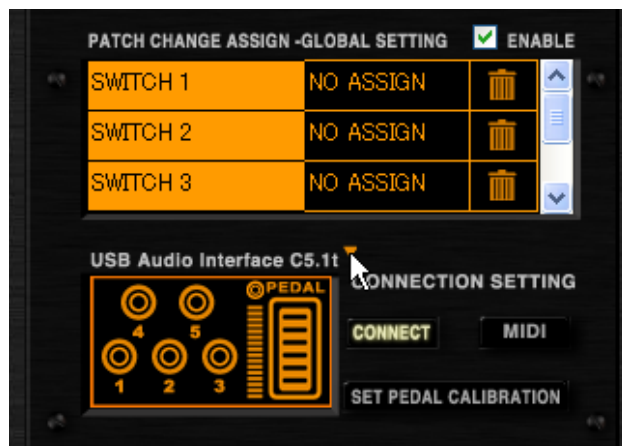 PATCH CHANGE ASSIGN -GLOBAL SETTING ENABLE
SWITCH 1 NO ASSIGN
SWITCH 2 NO ASSIGN
SWITCH 3 NO ASSIGN
USB Audio Interface C5.1t
CONNECTION SETTING
PEDAL
4 5
CONNECT MIDI
1 2 3
SET PEDAL CALIBRATION